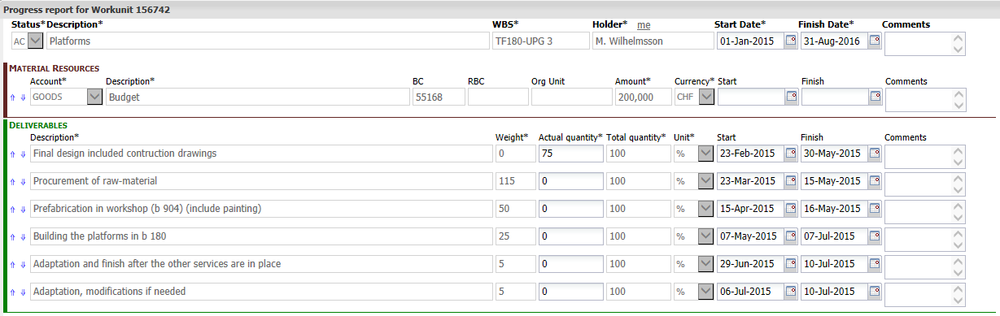 Progress report for Workunit 156742
Status* Description* WBS* Holder* me Start Date* Finish Date* Comments
AC Platforms TF180-UPG 3 M. Wilhelmsson 01-Jan-2015 31-Aug-2016
MATERIAL RESOURCES
Account* Description* BC RBC Org Unit Amount* Currency* Start Finish Comments
GOODS Budget 55168 200,000 CHF
DELIVERABLES
Description* Weight* Actual quantity* Total quantity* Unit* Start Finish Comments
Final design included contruction drawings 0 75 100 % 23-Feb-2015 30-May-2015
Procurement of raw-material 115 0 100 % 23-Mar-2015 15-May-2015
Prefabrication in workshop (b 904) (include painting) 50 0 100 % 15-Apr-2015 16-May-2015
Building the platforms in b 180 25 0 100 % 07-May-2015 07-Jul-2015
Adaptation and finish after the other services are in place 5 0 100 % 29-Jun-2015 10-Jul-2015
Adaptation, modifications if needed 5 0 100 % 06-Jul-2015 10-Jul-2015